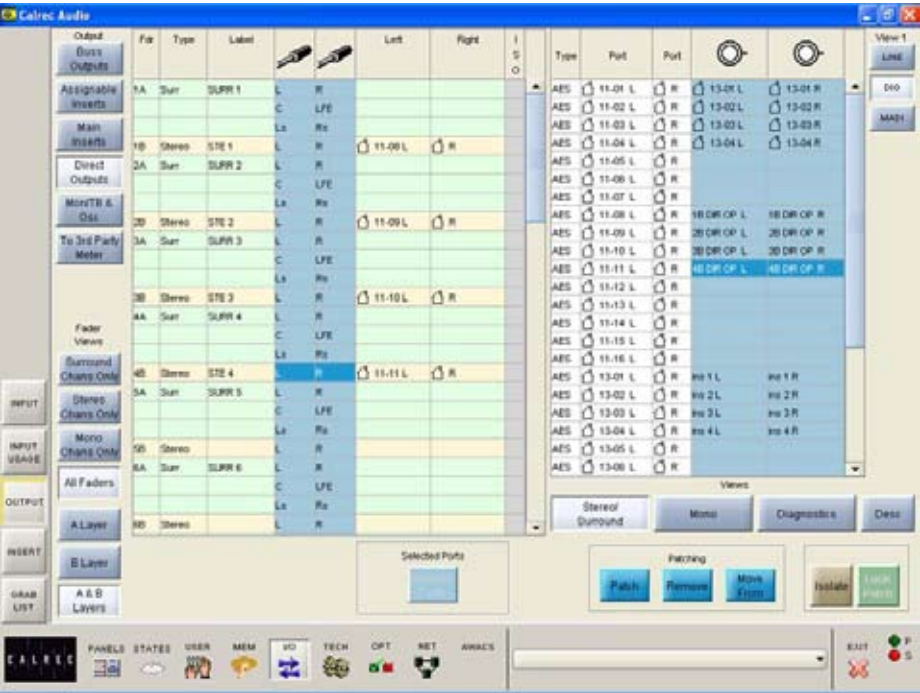 Calrec Audio
Output
Buss Outputs
Assignable Inserts
Main Inserts
Direct Outputs
Mon/TB & Osc
To 3rd Party Meter
Fader Views
Surround Chans Only
Stereo Chans Only
Mono Chans Only
All Faders
A Layer
B Layer
A & B Layers
INPUT
INPUT USAGE
OUTPUT
INSERT
GRAB LIST
Fdr Type Label Left Right ISO
1A Surr SURR 1 L R
C LFE
Ls Rs
1B Stereo STE 1 L R 11-08 L R
2A Surr SURR 2 L R
C LFE
Ls Rs
2B Stereo STE 2 L R 11-09 L R
3A Surr SURR 3 L R
C LFE
Ls Rs
3B Stereo STE 3 L R 11-10 L R
4A Surr SURR 4 L R
C LFE
Ls Rs
4B Stereo STE 4 L R 11-11 L R
5A Surr SURR 5 L R
C LFE
Ls Rs
5B Stereo L R
6A Surr SURR 6 L R
C LFE
Ls Rs
6B Stereo L R
Selected Ports
Type Port Port
AES 11-01 L R 13-01 L 13-01 R
AES 11-02 L R 13-02 L 13-02 R
AES 11-03 L R 13-03 L 13-03 R
AES 11-04 L R 13-04 L 13-04 R
AES 11-05 L R
AES 11-06 L R
AES 11-07 L R
AES 11-08 L R 1B DIR OP L 1B DIR OP R
AES 11-09 L R 2B DIR OP L 2B DIR OP R
AES 11-10 L R 3B DIR OP L 3B DIR OP R
AES 11-11 L R 4B DIR OP L 4B DIR OP R
AES 11-12 L R
AES 11-13 L R
AES 11-14 L R
AES 11-15 L R
AES 11-16 L R
AES 13-01 L R Ins 1 L Ins 1 R
AES 13-02 L R Ins 2 L Ins 2 R
AES 13-03 L R Ins 3 L Ins 3 R
AES 13-04 L R Ins 4 L Ins 4 R
AES 13-05 L R
AES 13-06 L R
View 1
LINE
DIO
MADI
Views
Stereo/ Surround
Mono
Diagnostics
Desc
Patching
Patch
Remove
Move From
Isolate
Lock Patch
CALREC
PANELS STATES USER MEM I/O TECH OPT NET AWACS
EXIT
P
S